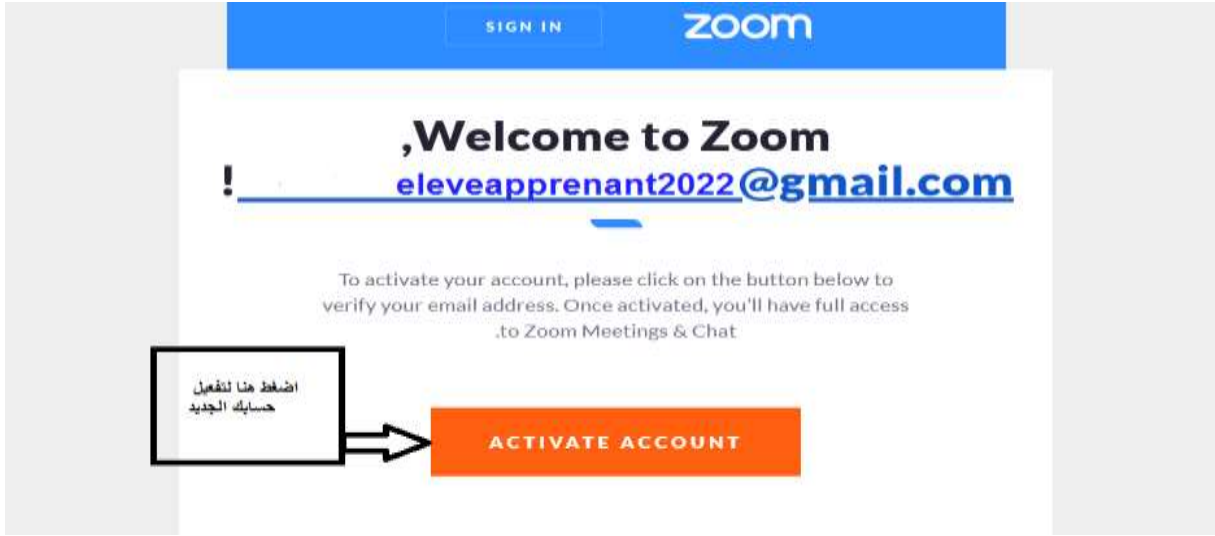 SIGN IN zoom
,Welcome to Zoom
! eleveapprenant2022@gmail.com
To activate your account, please click on the button below to
verify your email address. Once activated, you'll have full access
.to Zoom Meetings & Chat
اضغط هنا لتفعيل
حسابك الجديد
ACTIVATE ACCOUNT